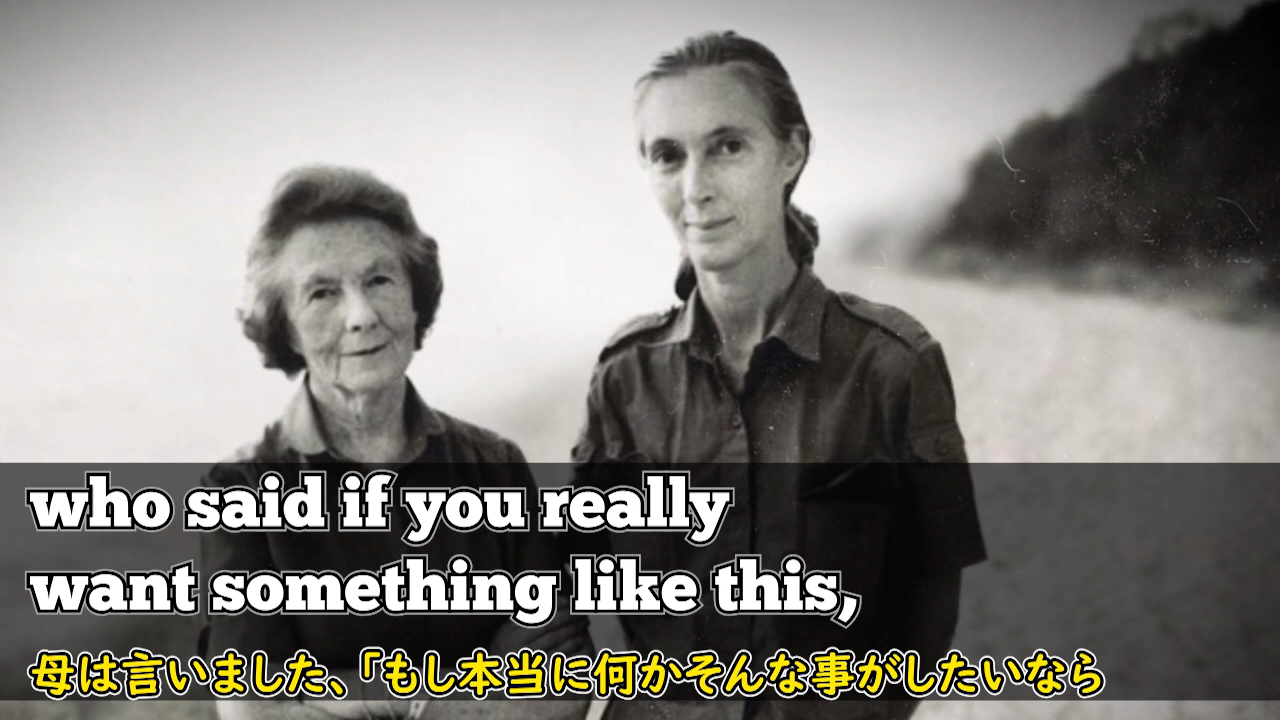 who said if you really
want something like this,
母は言いました、「もし本当に何かそんな事がしたいなら